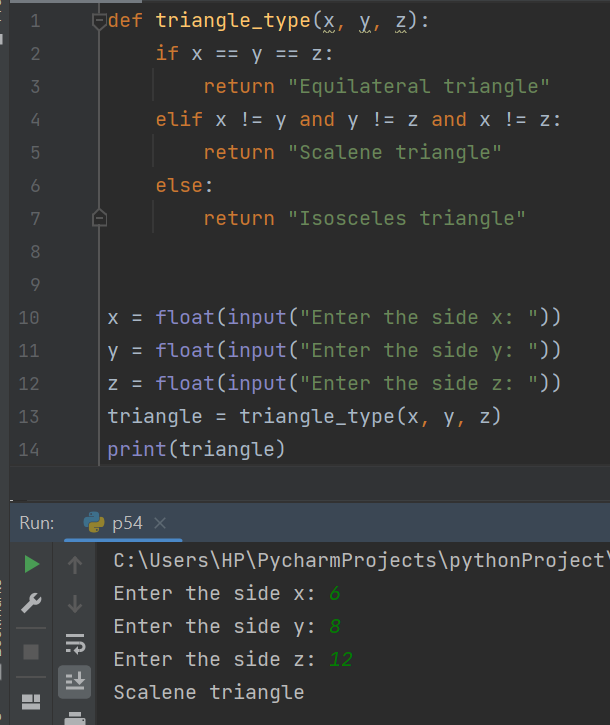 1 def triangle_type(x, y, z):
2 if x == y == z:
3 return "Equilateral triangle"
4 elif x != y and y != z and x != z:
5 return "Scalene triangle"
6 else:
7 return "Isosceles triangle"
8
9
10 x = float(input("Enter the side x: "))
11 y = float(input("Enter the side y: "))
12 z = float(input("Enter the side z: "))
13 triangle = triangle_type(x, y, z)
14 print(triangle)
Run: p54
C:\Users\HP\PycharmProjects\pythonProject\
Enter the side x: 6
Enter the side y: 8
Enter the side z: 12
Scalene triangle